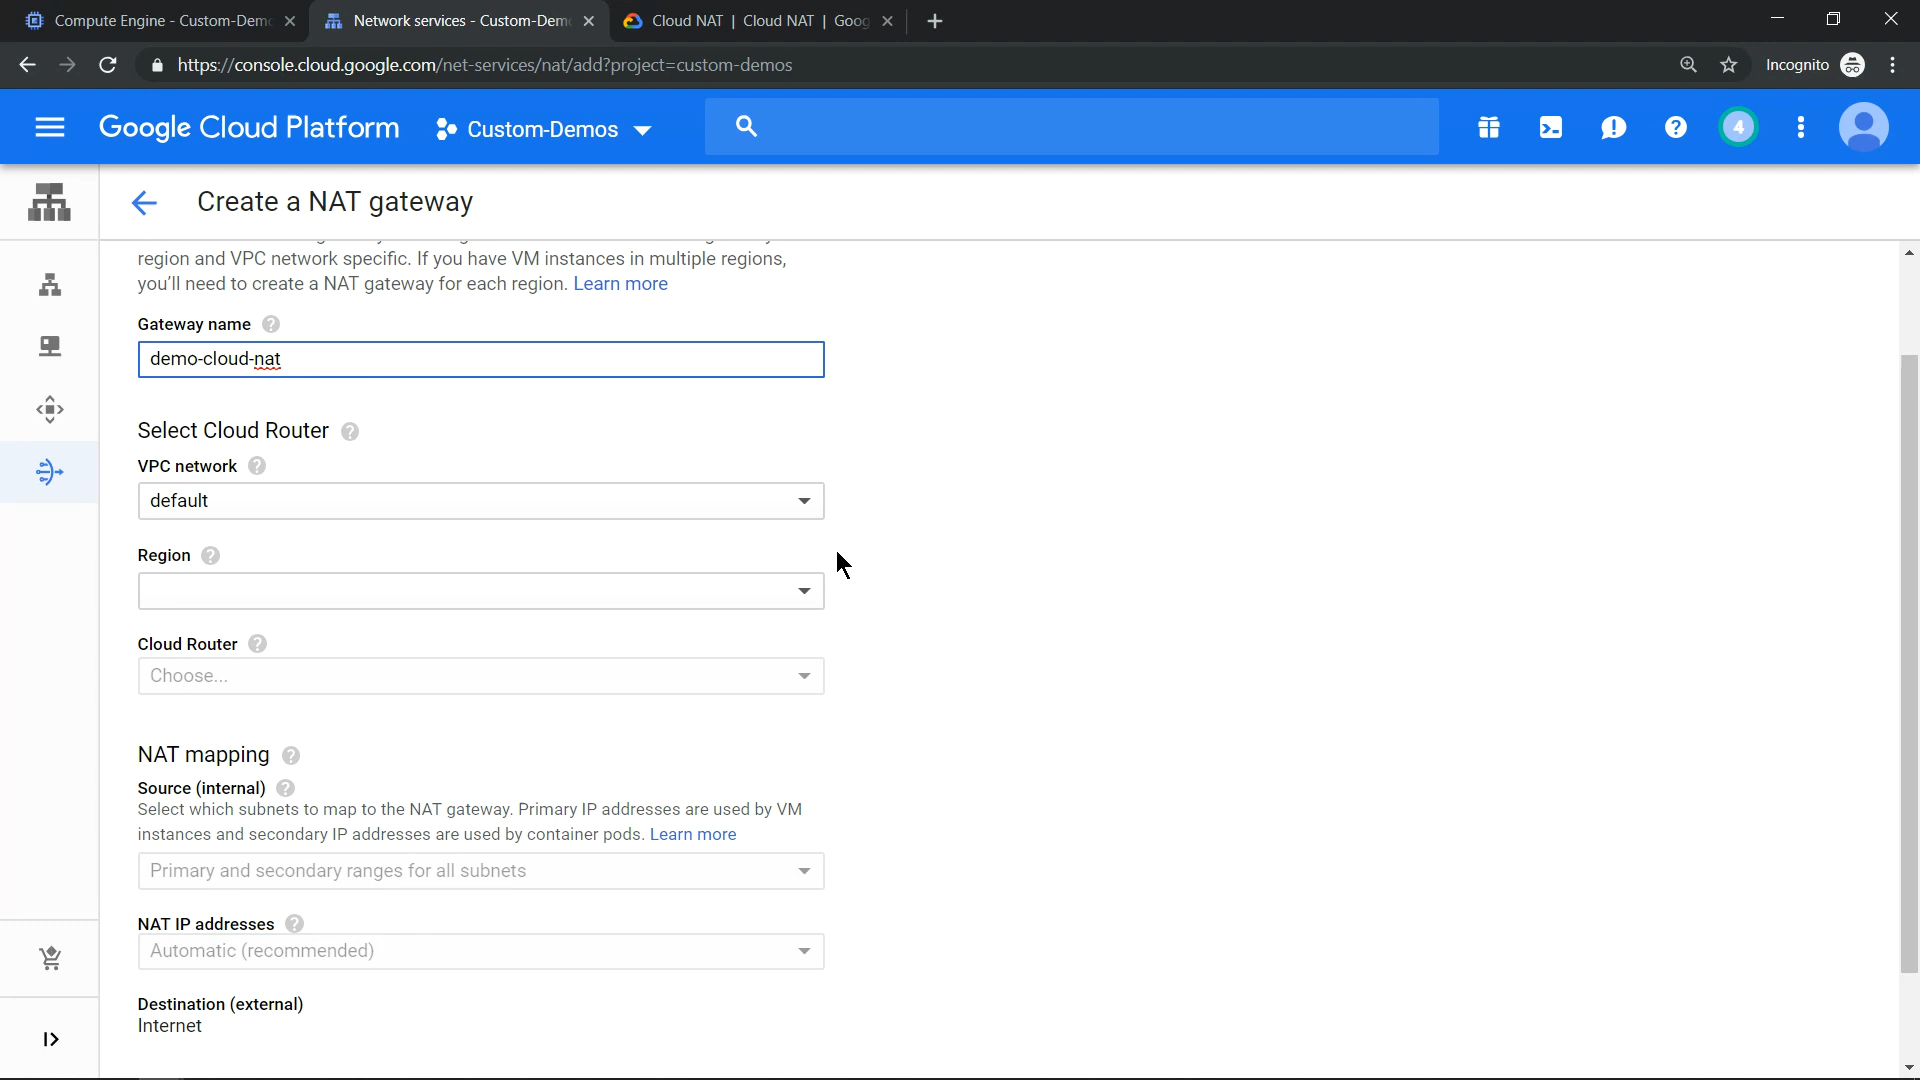 Compute Engine - Custom-Dem
Network services - Custom-Dem
Cloud NAT | Cloud NAT | Goog
https://console.cloud.google.com/net-services/nat/add?project=custom-demos
Incognito
Google Cloud Platform
Custom-Demos
4
Create a NAT gateway
region and VPC network specific. If you have VM instances in multiple regions,
you'll need to create a NAT gateway for each region. Learn more
Gateway name
demo-cloud-nat
Select Cloud Router
VPC network
default
Region
Cloud Router
Choose...
NAT mapping
Source (internal)
Select which subnets to map to the NAT gateway. Primary IP addresses are used by VM
instances and secondary IP addresses are used by container pods. Learn more
Primary and secondary ranges for all subnets
NAT IP addresses
Automatic (recommended)
Destination (external)
Internet